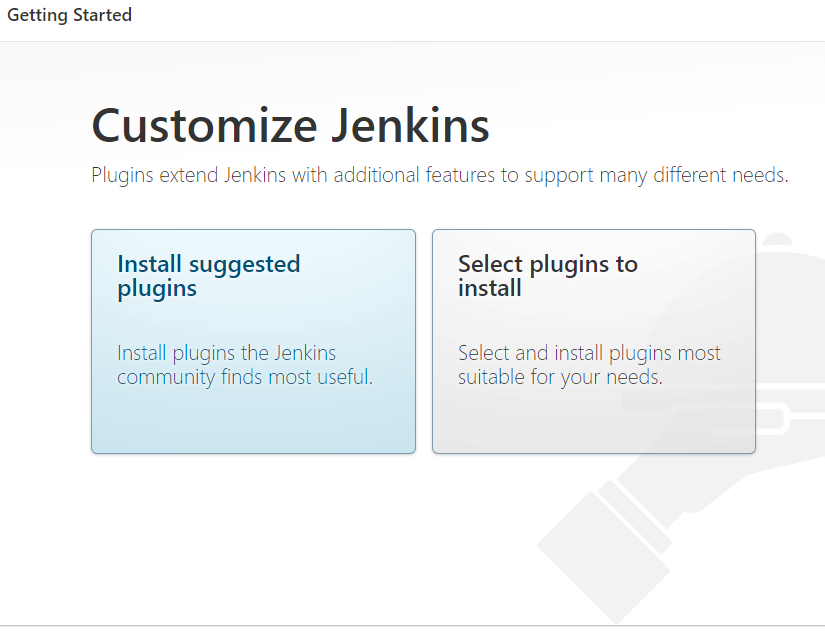 Getting Started
Customize Jenkins
Plugins extend Jenkins with additional features to support many different needs.
Install suggested
plugins
Install plugins the Jenkins
community finds most useful.
Select plugins to
install
Select and install plugins most
suitable for your needs.